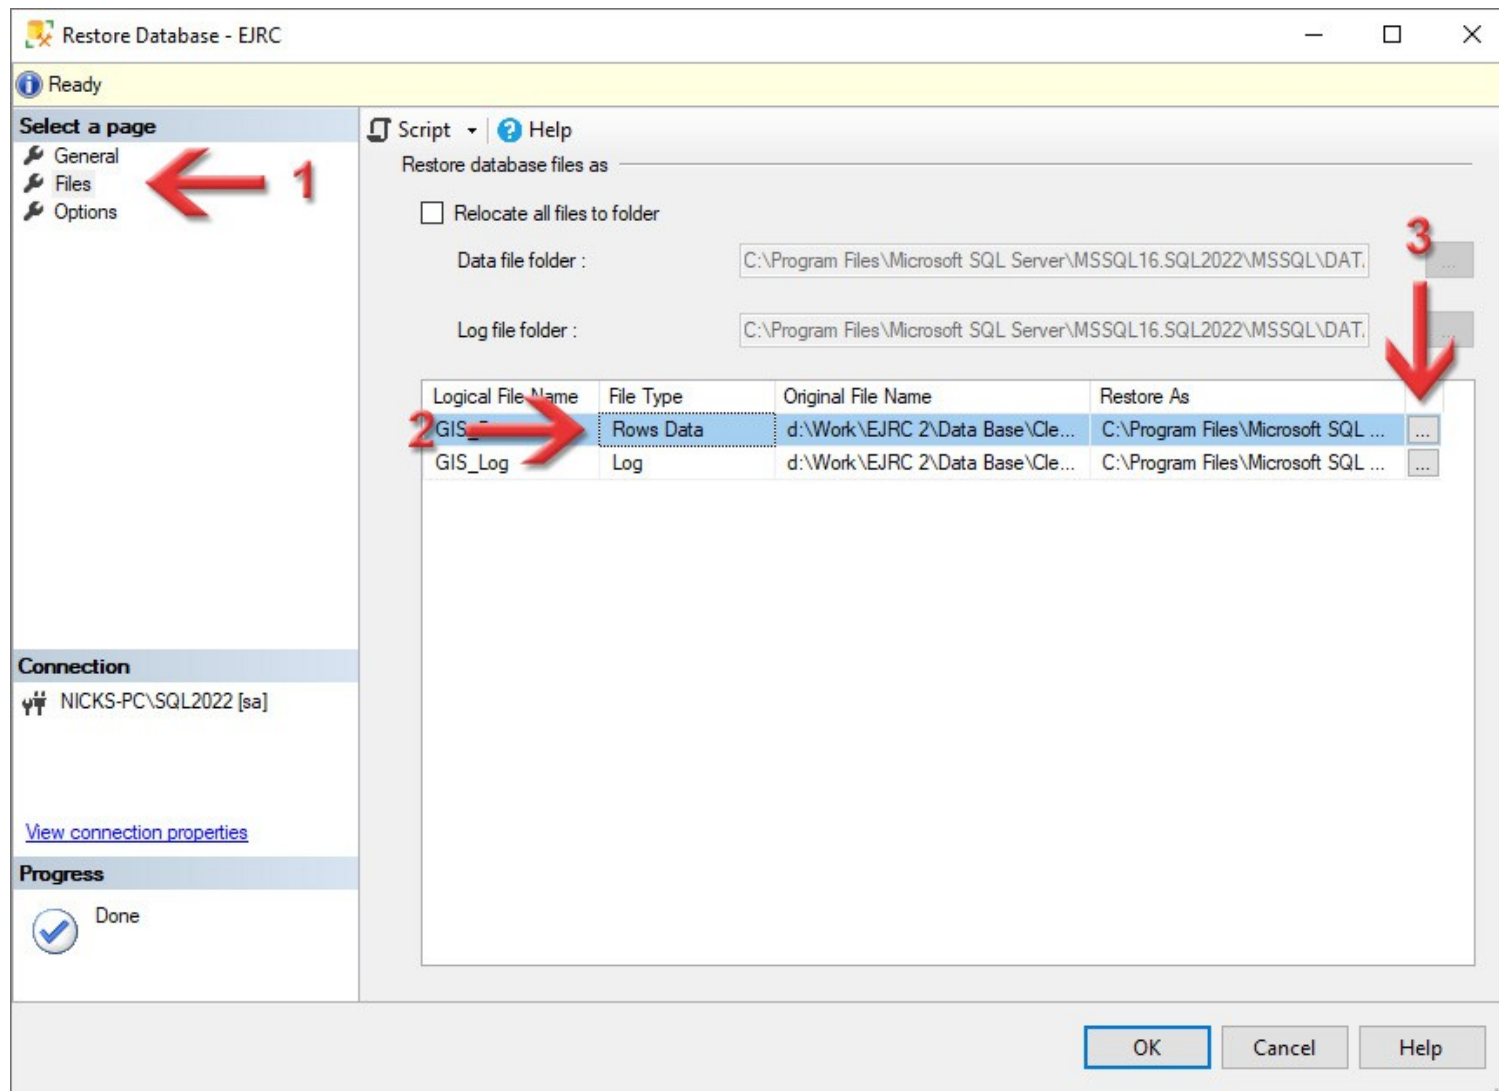 Restore Database - EJRC
Ready
Select a page
General
Files
Options
1
Script
Help
Restore database files as
Relocate all files to folder
3
Data file folder :
C:\Program Files\Microsoft SQL Server\MSSQL16.SQL2022\MSSQL\DAT
...
Log file folder :
C:\Program Files\Microsoft SQL Server\MSSQL16.SQL2022\MSSQL\DAT
...
Logical File Name File Type Original File Name Restore As
2
GIS_ Rows Data d:\Work\EJRC 2\Data Base\Cle... C:\Program Files\Microsoft SQL ... ...
GIS_Log Log d:\Work\EJRC 2\Data Base\Cle... C:\Program Files\Microsoft SQL ... ...
Connection
NICKS-PC\SQL2022 [sa]
View connection properties
Progress
Done
OK Cancel Help